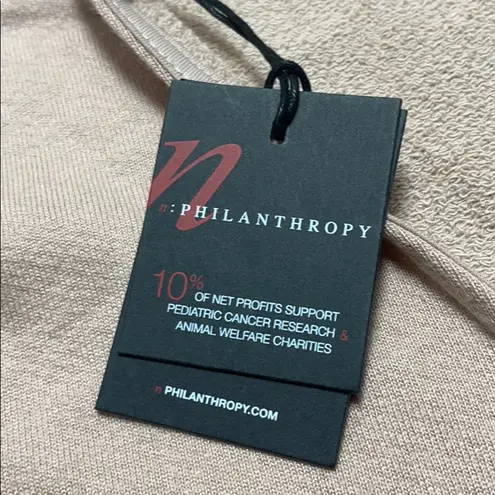 n
n:PHILANTHROPY
10%
OF NET PROFITS SUPPORT
PEDIATRIC CANCER RESEARCH &
ANIMAL WELFARE CHARITIES
n PHILANTHROPY.COM